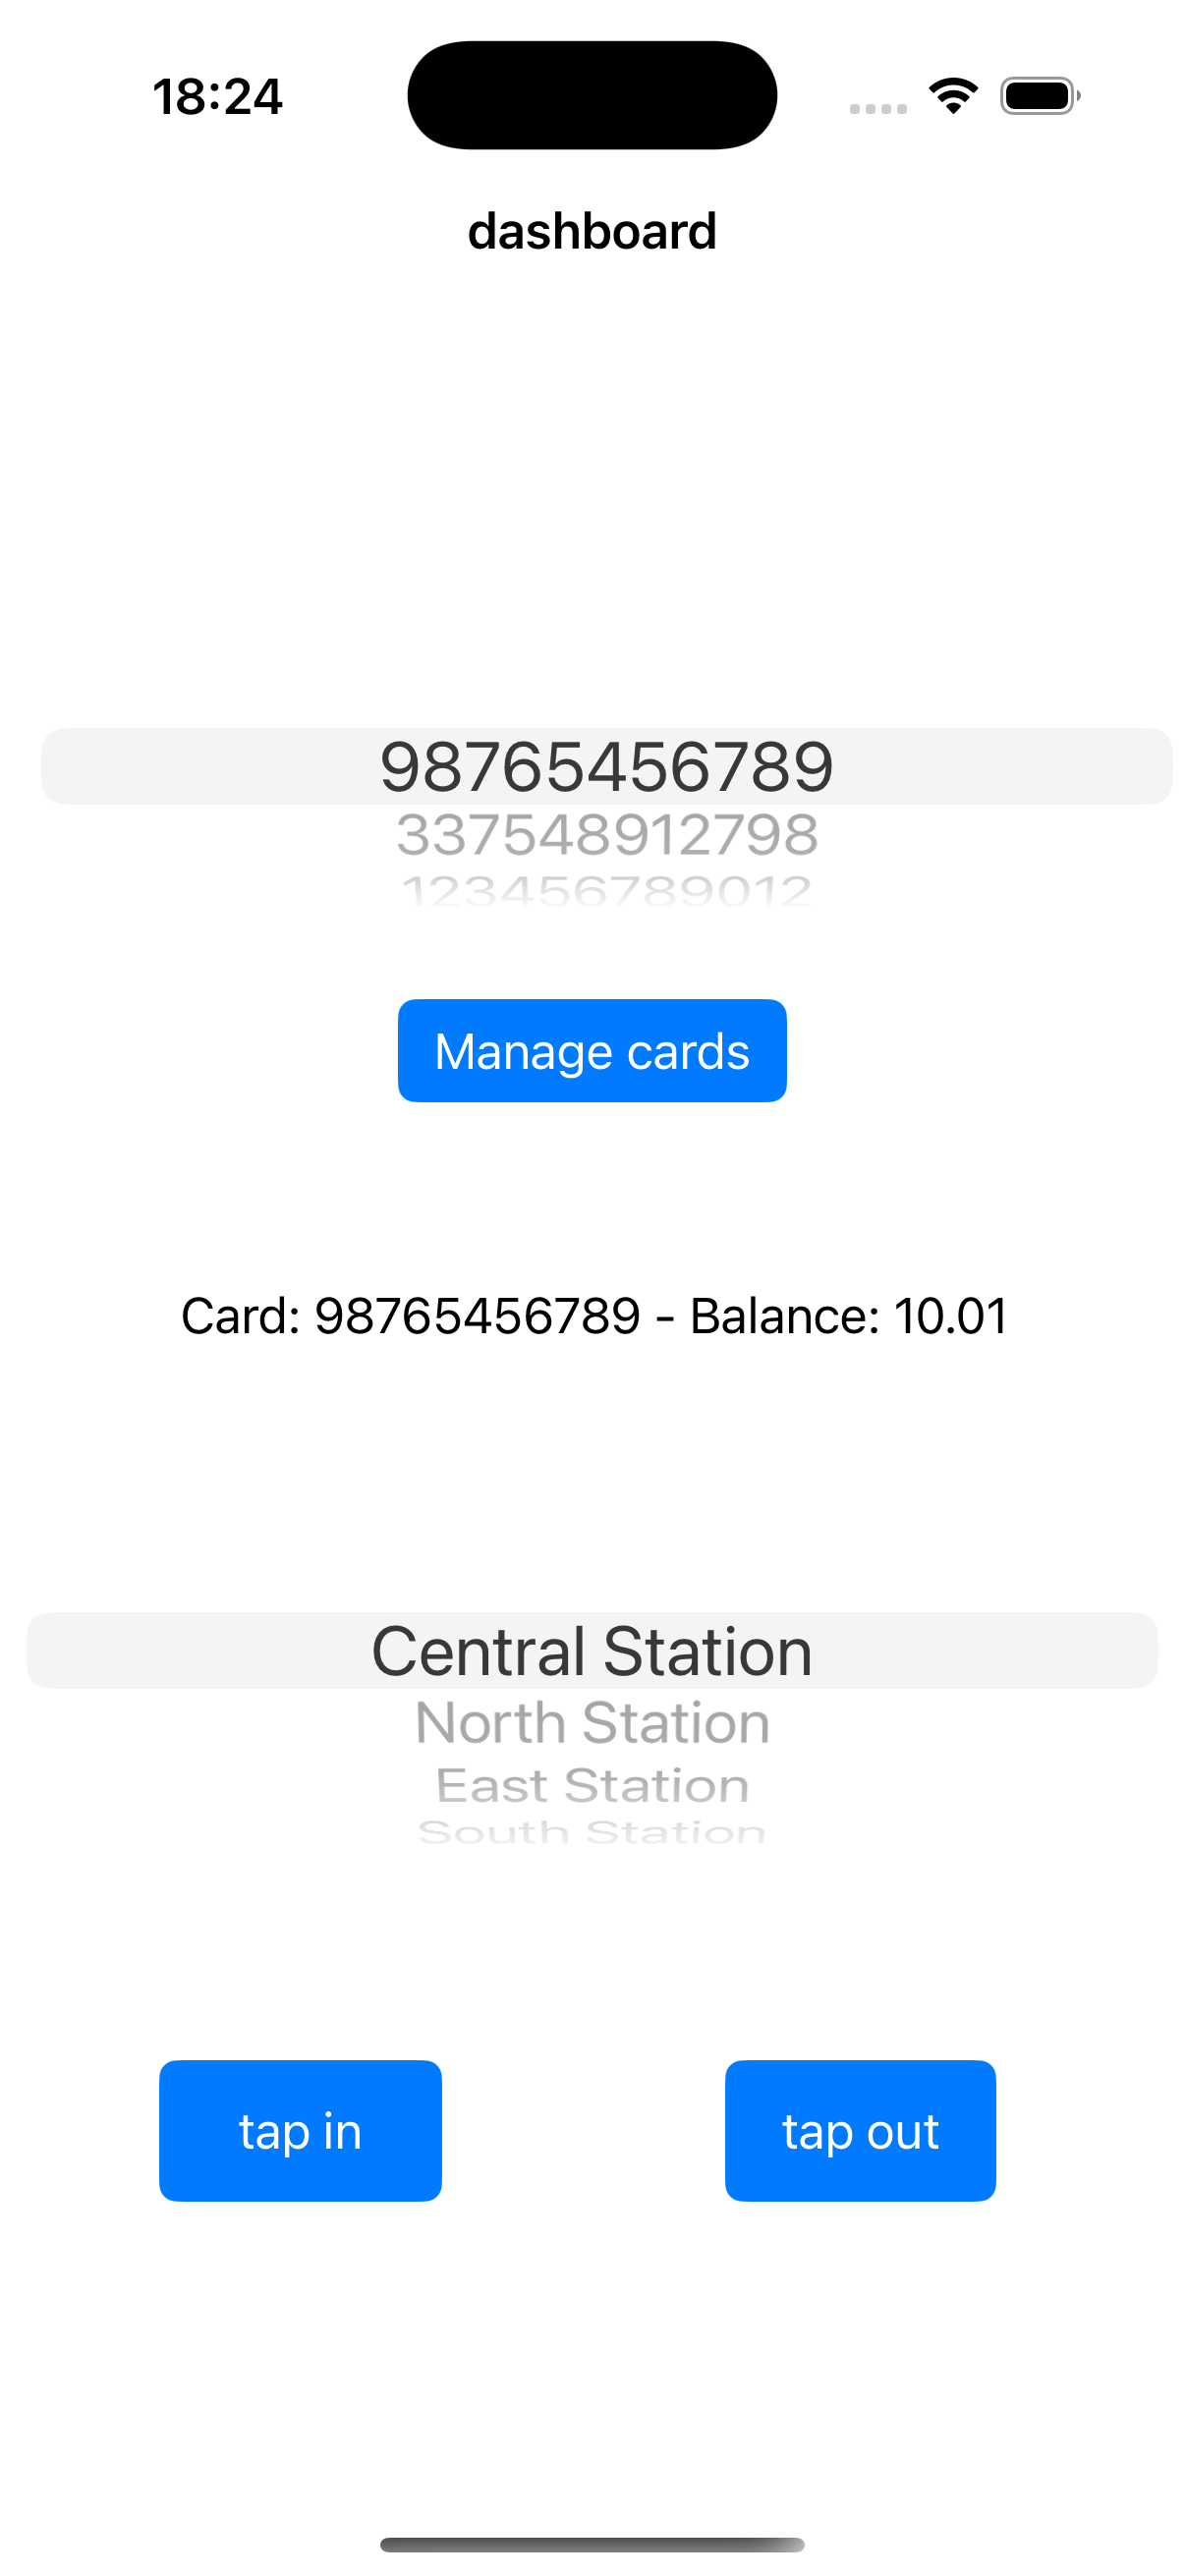 18:24
dashboard
98765456789
337548912798
123456789012
Manage cards
Card: 98765456789 - Balance: 10.01
Central Station
North Station
East Station
South Station
tap in
tap out